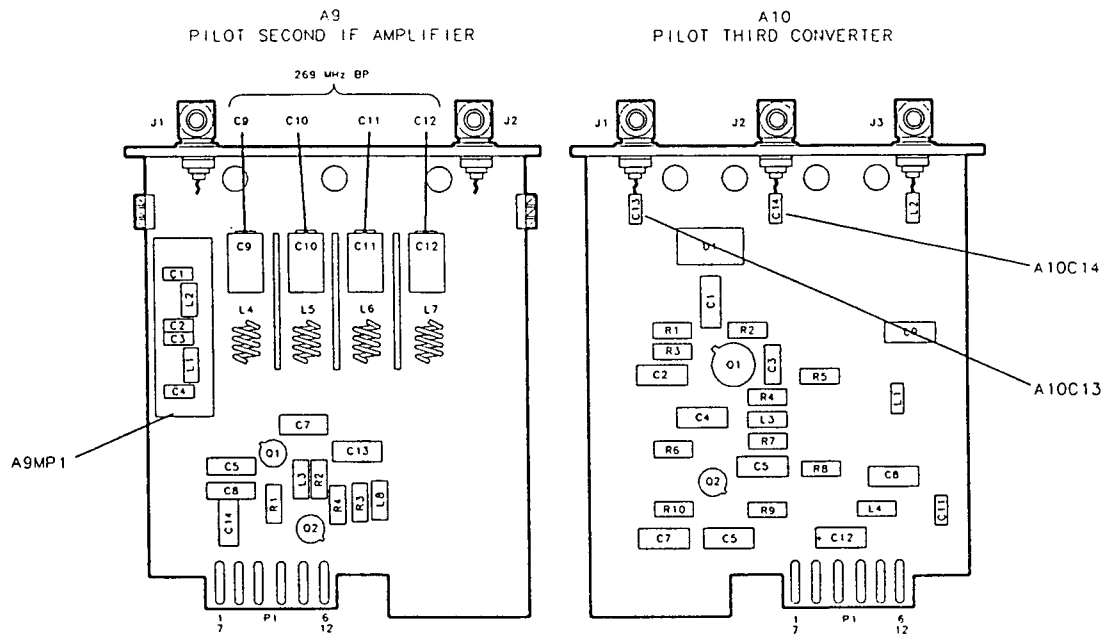 A9
PILOT SECOND IF AMPLIFIER
269 MHz BP
J1
C9
C10
C11
C12
J2
C9
C10
C11
C12
C1
L2
C2
C3
L1
C4
L4
L5
L6
L7
A9MP1
C7
Q1
C13
C5
L3
R2
C8
R1
R4
R3
L8
C14
Q2
1
7
P1
6
12
A10
PILOT THIRD CONVERTER
J1
J2
J3
C13
C14
L2
A10C14
C1
R1
R2
R3
Q1
C3
C2
R5
A10C13
R4
L1
C4
L3
R7
R6
C5
R8
C8
Q2
R10
R9
L4
C11
C7
C5
C12
1
7
P1
6
12